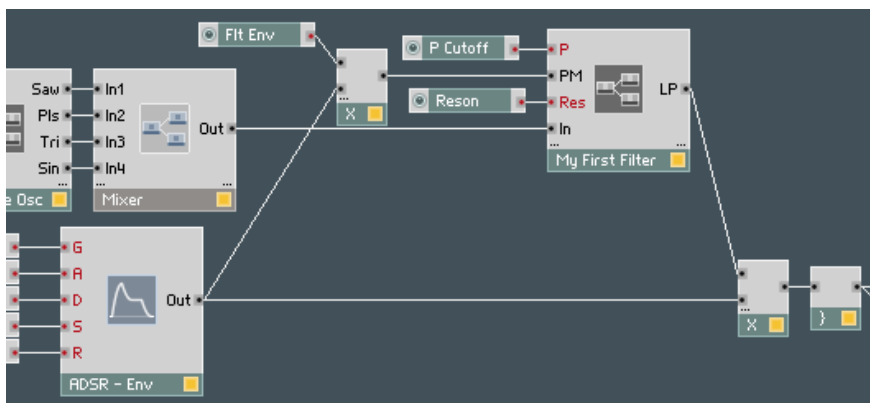 Flt Env
P Cutoff
P
PM
LP
Reson
Res
In
...
...
My First Filter
...
X
Saw
In1
Pls
In2
Tri
In3
Out
Sin
In4
...
...
...
e Osc
Mixer
G
A
D
Out
S
R
ADSR - Env
...
X
}